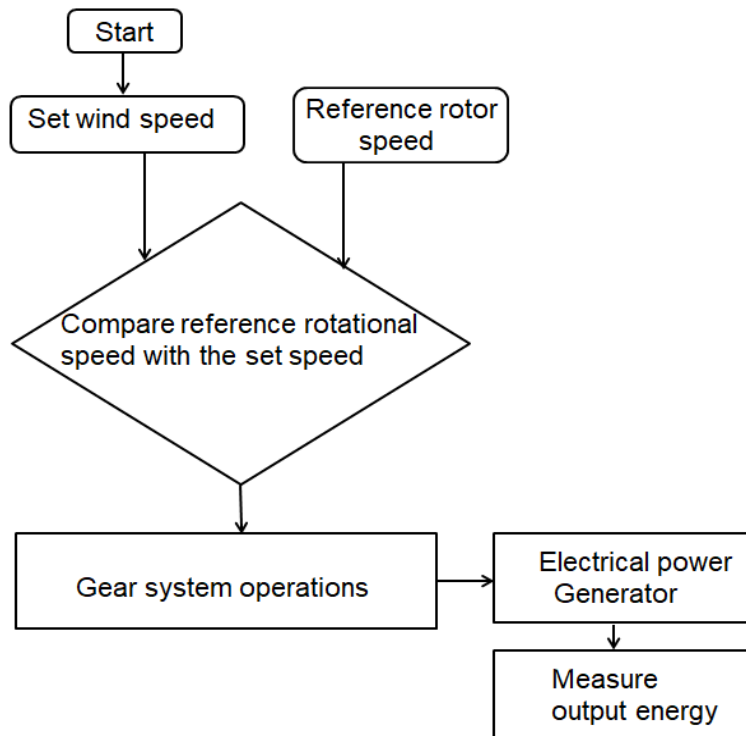 Start
Set wind speed
Reference rotor
speed
Compare reference rotational
speed with the set speed
Gear system operations
Electrical power
Generator
Measure
output energy